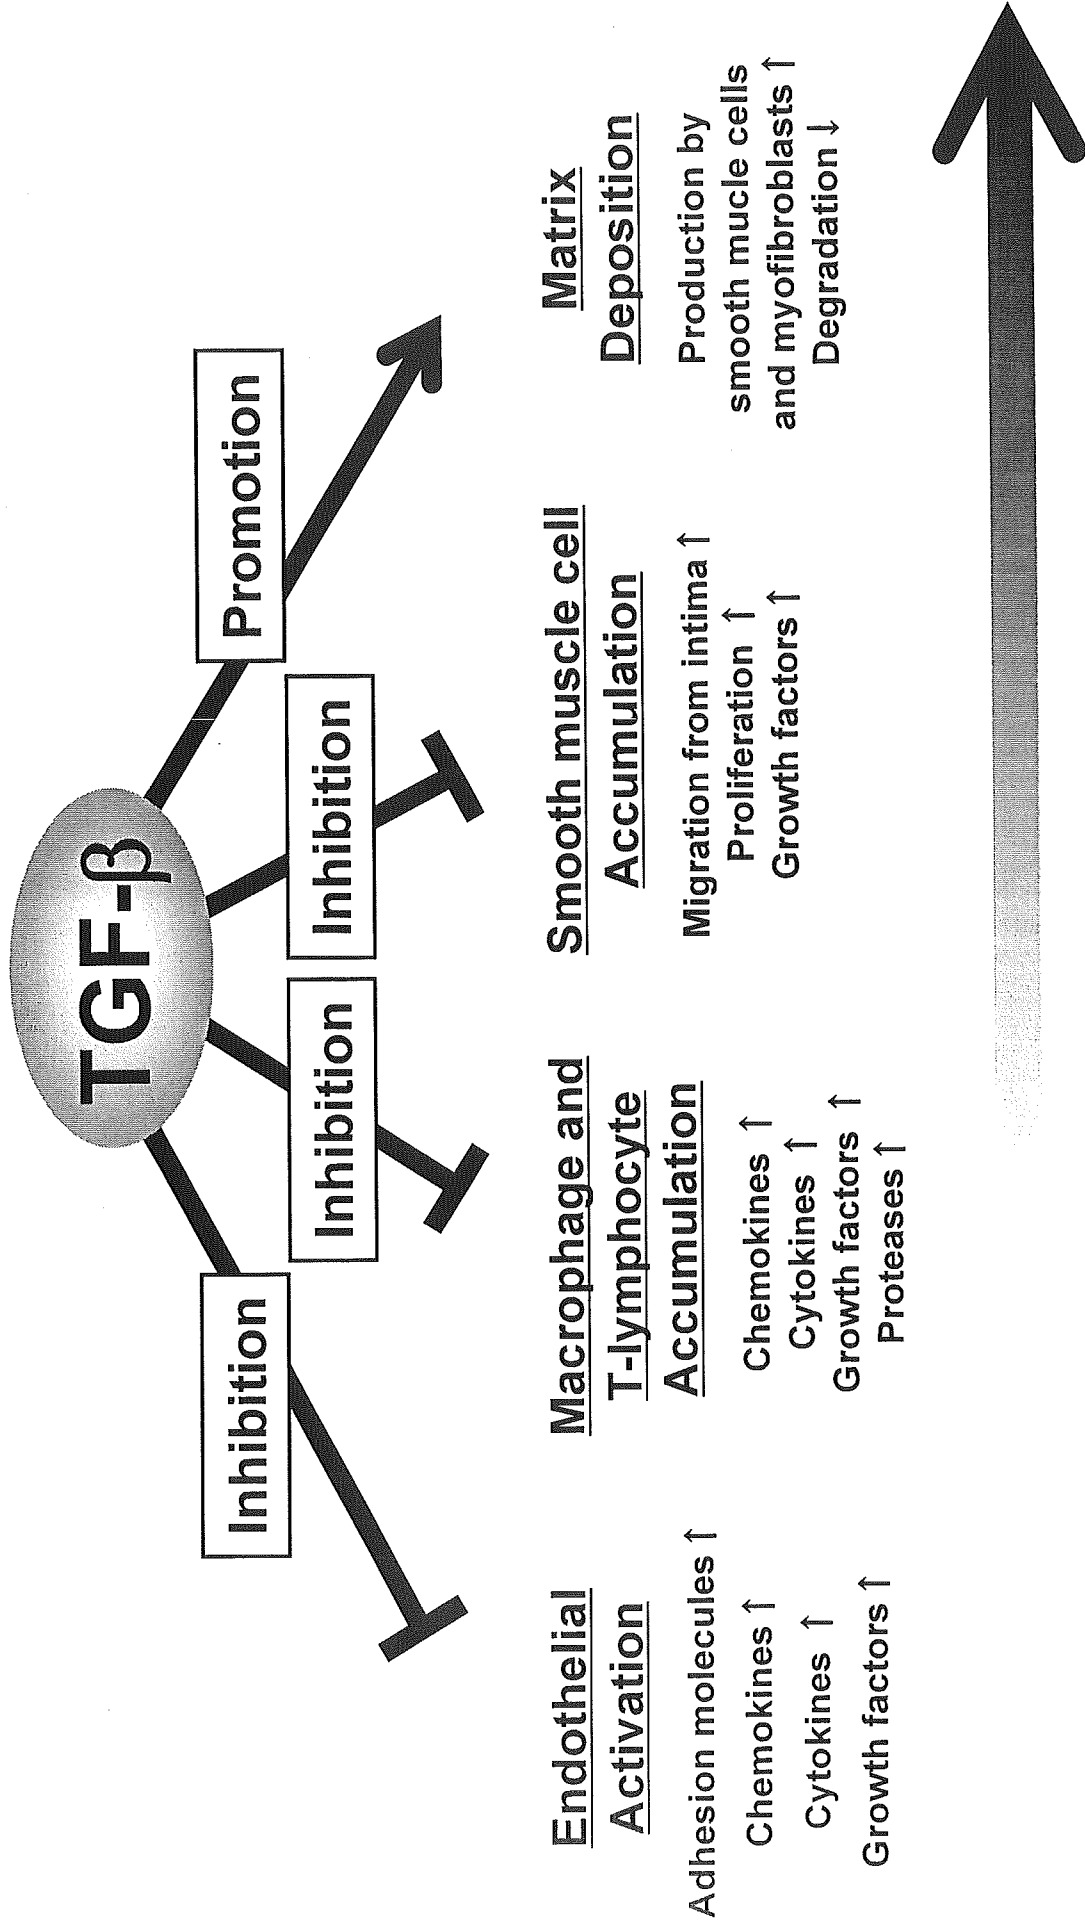 TGF-β
Inhibition
Inhibition
Inhibition
Promotion
Endothelial
Activation
Adhesion molecules ↑
Chemokines ↑
Cytokines ↑
Growth factors ↑
Macrophage and
T-lymphocyte
Accumulation
Chemokines ↑
Cytokines ↑
Growth factors ↑
Proteases ↑
Smooth muscle cell
Accumulation
Migration from intima ↑
Proliferation ↑
Growth factors ↑
Matrix
Deposition
Production by
smooth mucle cells
and myofibroblasts ↑
Degradation ↓